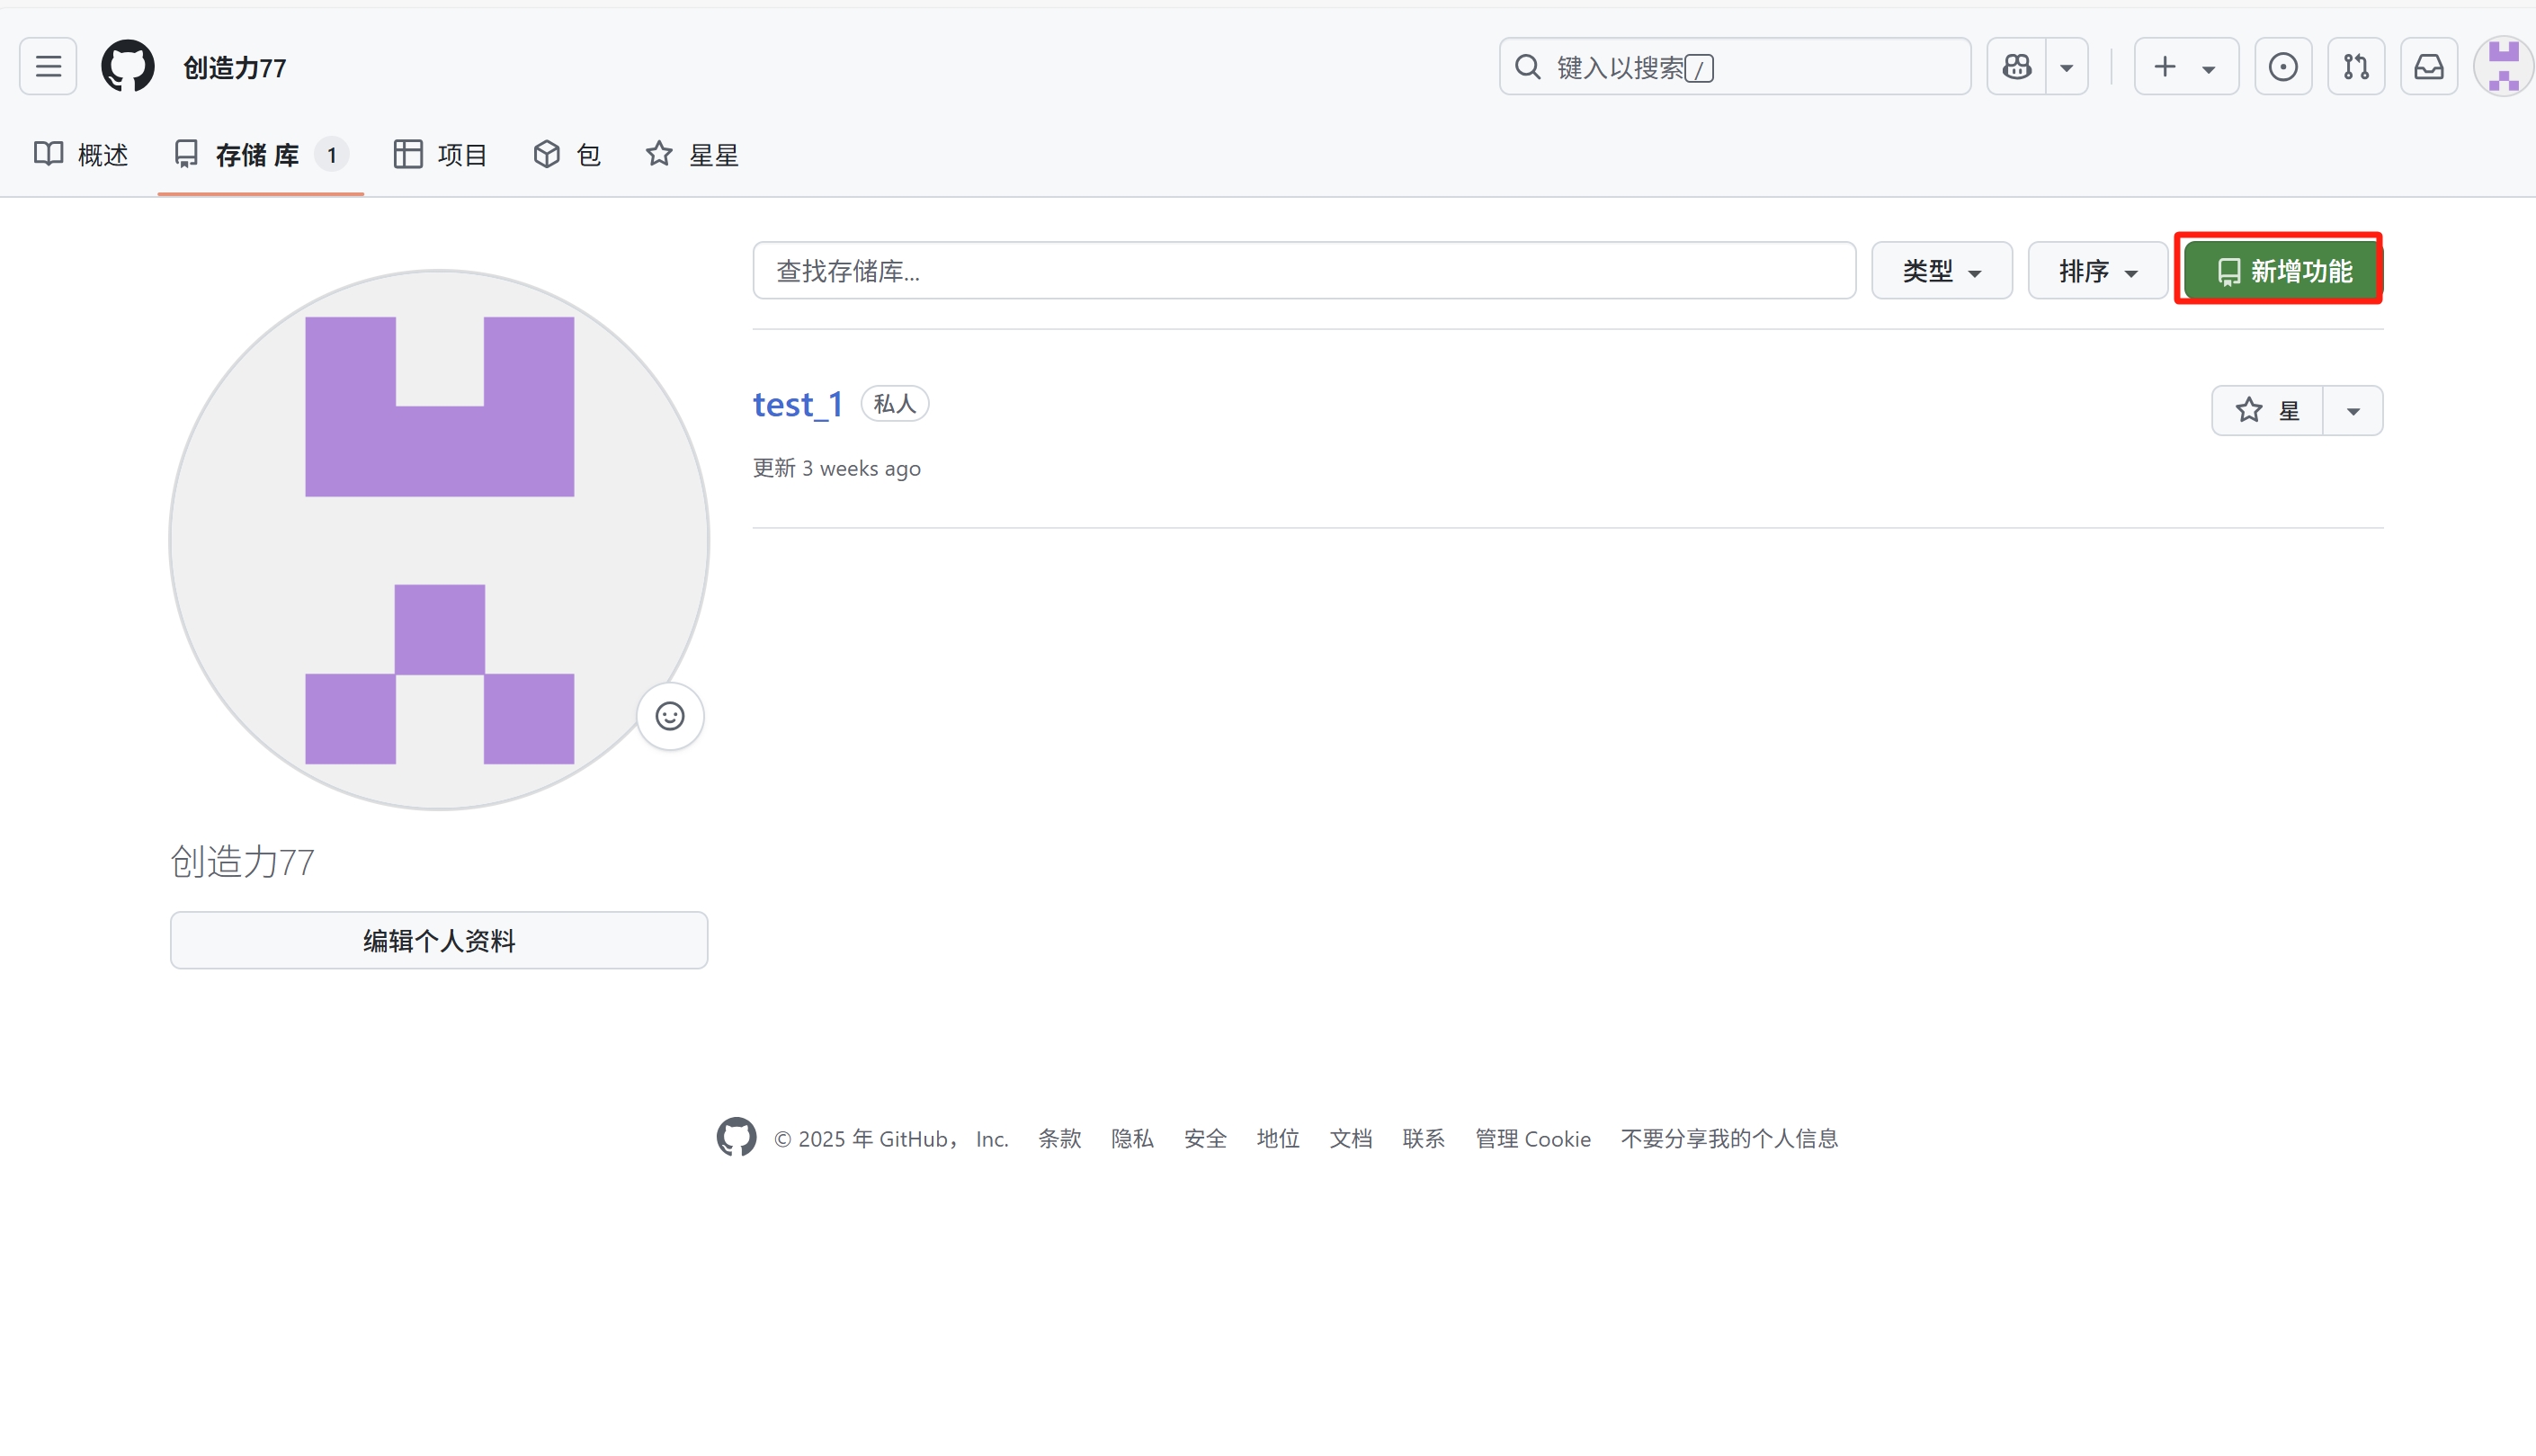 创造力77
键入以搜索 /
概述
存储 库 1
项目
包
星星
查找存储库...
类型
排序
新增功能
test_1 私人
星
更新 3 weeks ago
创造力77
编辑个人资料
© 2025 年 GitHub， Inc. 条款 隐私 安全 地位 文档 联系 管理 Cookie 不要分享我的个人信息